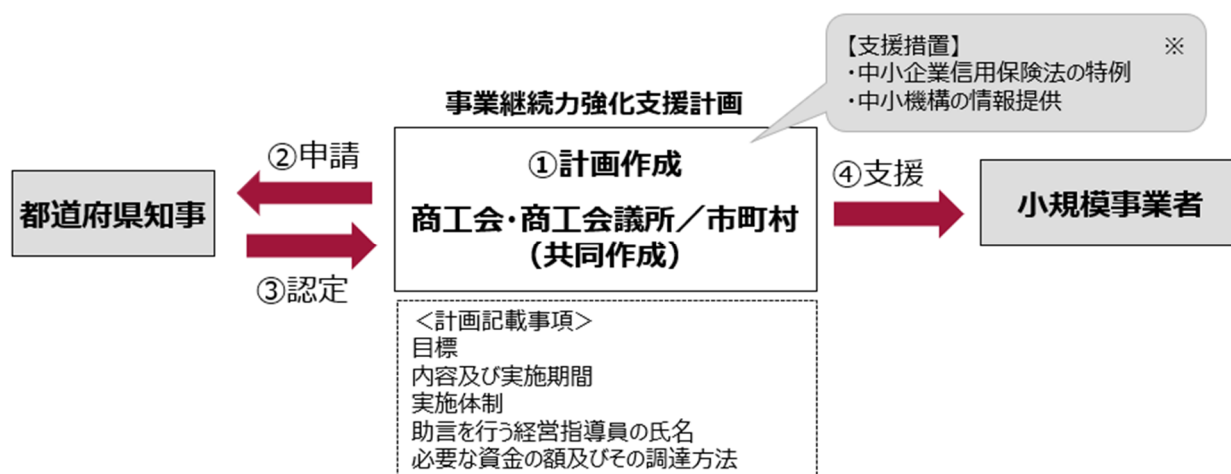 【支援措置】 ※
・中小企業信用保険法の特例
・中小機構の情報提供
事業継続力強化支援計画
②申請
①計画作成
④支援
都道府県知事
商工会・商工会議所／市町村
（共同作成）
小規模事業者
③認定
＜計画記載事項＞
目標
内容及び実施期間
実施体制
助言を行う経営指導員の氏名
必要な資金の額及びその調達方法